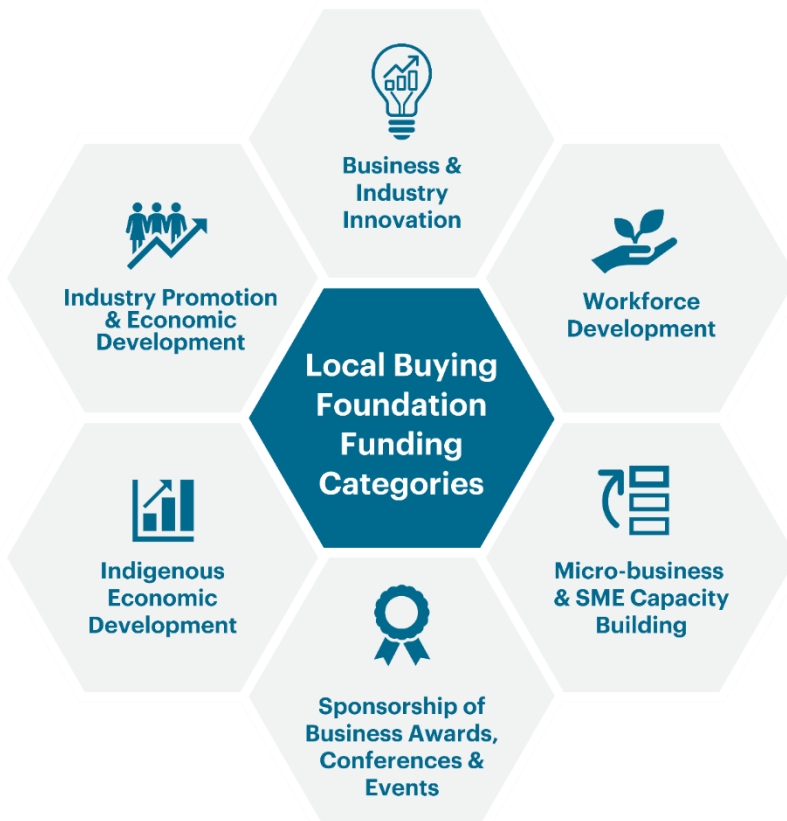 Business &
Industry
Innovation
Industry Promotion
& Economic
Development
Workforce
Development
Local Buying
Foundation
Funding
Categories
Indigenous
Economic
Development
Micro-business
& SME Capacity
Building
Sponsorship of
Business Awards,
Conferences &
Events